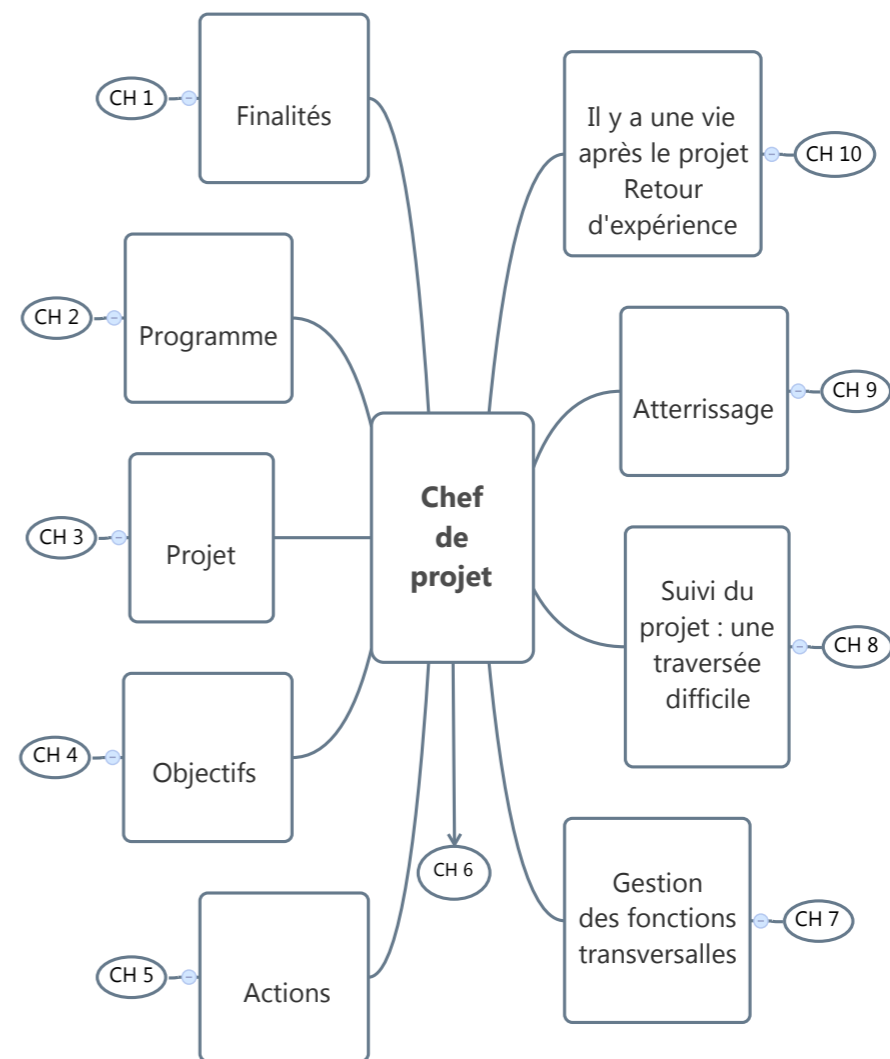 CH 1
Finalités
CH 2
Programme
CH 3
Projet
CH 4
Objectifs
CH 5
Actions
Chef
de
projet
CH 6
Il y a une vie
après le projet
Retour
d'expérience
CH 10
Atterrissage
CH 9
Suivi du
projet : une
traversée
difficile
CH 8
Gestion
des fonctions
transversalles
CH 7